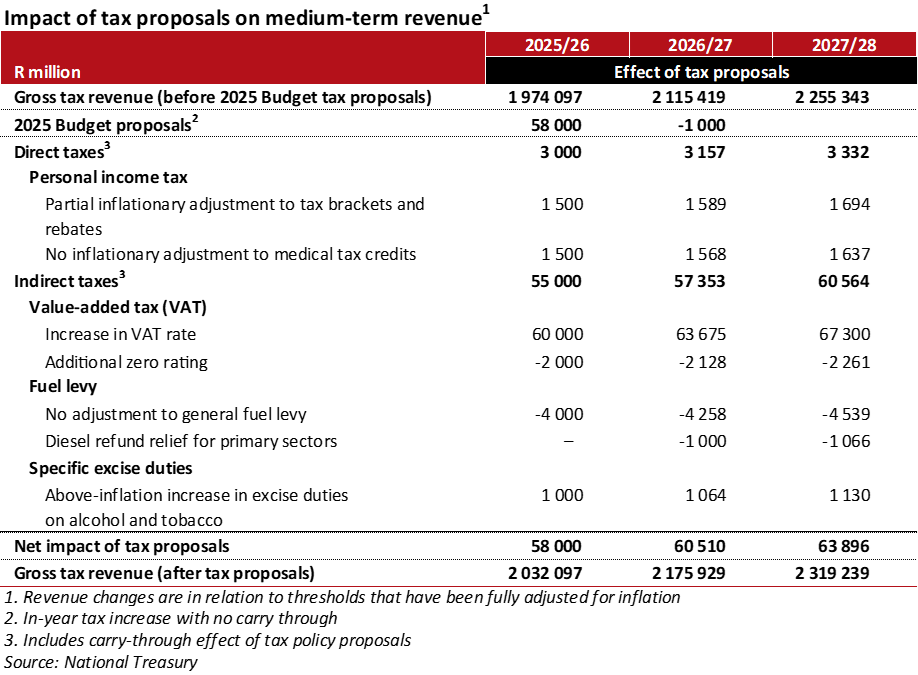 Impact of tax proposals on medium-term revenue1
2025/26 2026/27 2027/28
R million Effect of tax proposals
Gross tax revenue (before 2025 Budget tax proposals) 1 974 097 2 115 419 2 255 343
2025 Budget proposals2 58 000 -1 000
Direct taxes3 3 000 3 157 3 332
Personal income tax
Partial inflationary adjustment to tax brackets and 1 500 1 589 1 694
rebates
No inflationary adjustment to medical tax credits 1 500 1 568 1 637
Indirect taxes3 55 000 57 353 60 564
Value-added tax (VAT)
Increase in VAT rate 60 000 63 675 67 300
Additional zero rating -2 000 -2 128 -2 261
Fuel levy
No adjustment to general fuel levy -4 000 -4 258 -4 539
Diesel refund relief for primary sectors – -1 000 -1 066
Specific excise duties
Above-inflation increase in excise duties 1 000 1 064 1 130
on alcohol and tobacco
Net impact of tax proposals 58 000 60 510 63 896
Gross tax revenue (after tax proposals) 2 032 097 2 175 929 2 319 239
1. Revenue changes are in relation to thresholds that have been fully adjusted for inflation
2. In-year tax increase with no carry through
3. Includes carry-through effect of tax policy proposals
Source: National Treasury